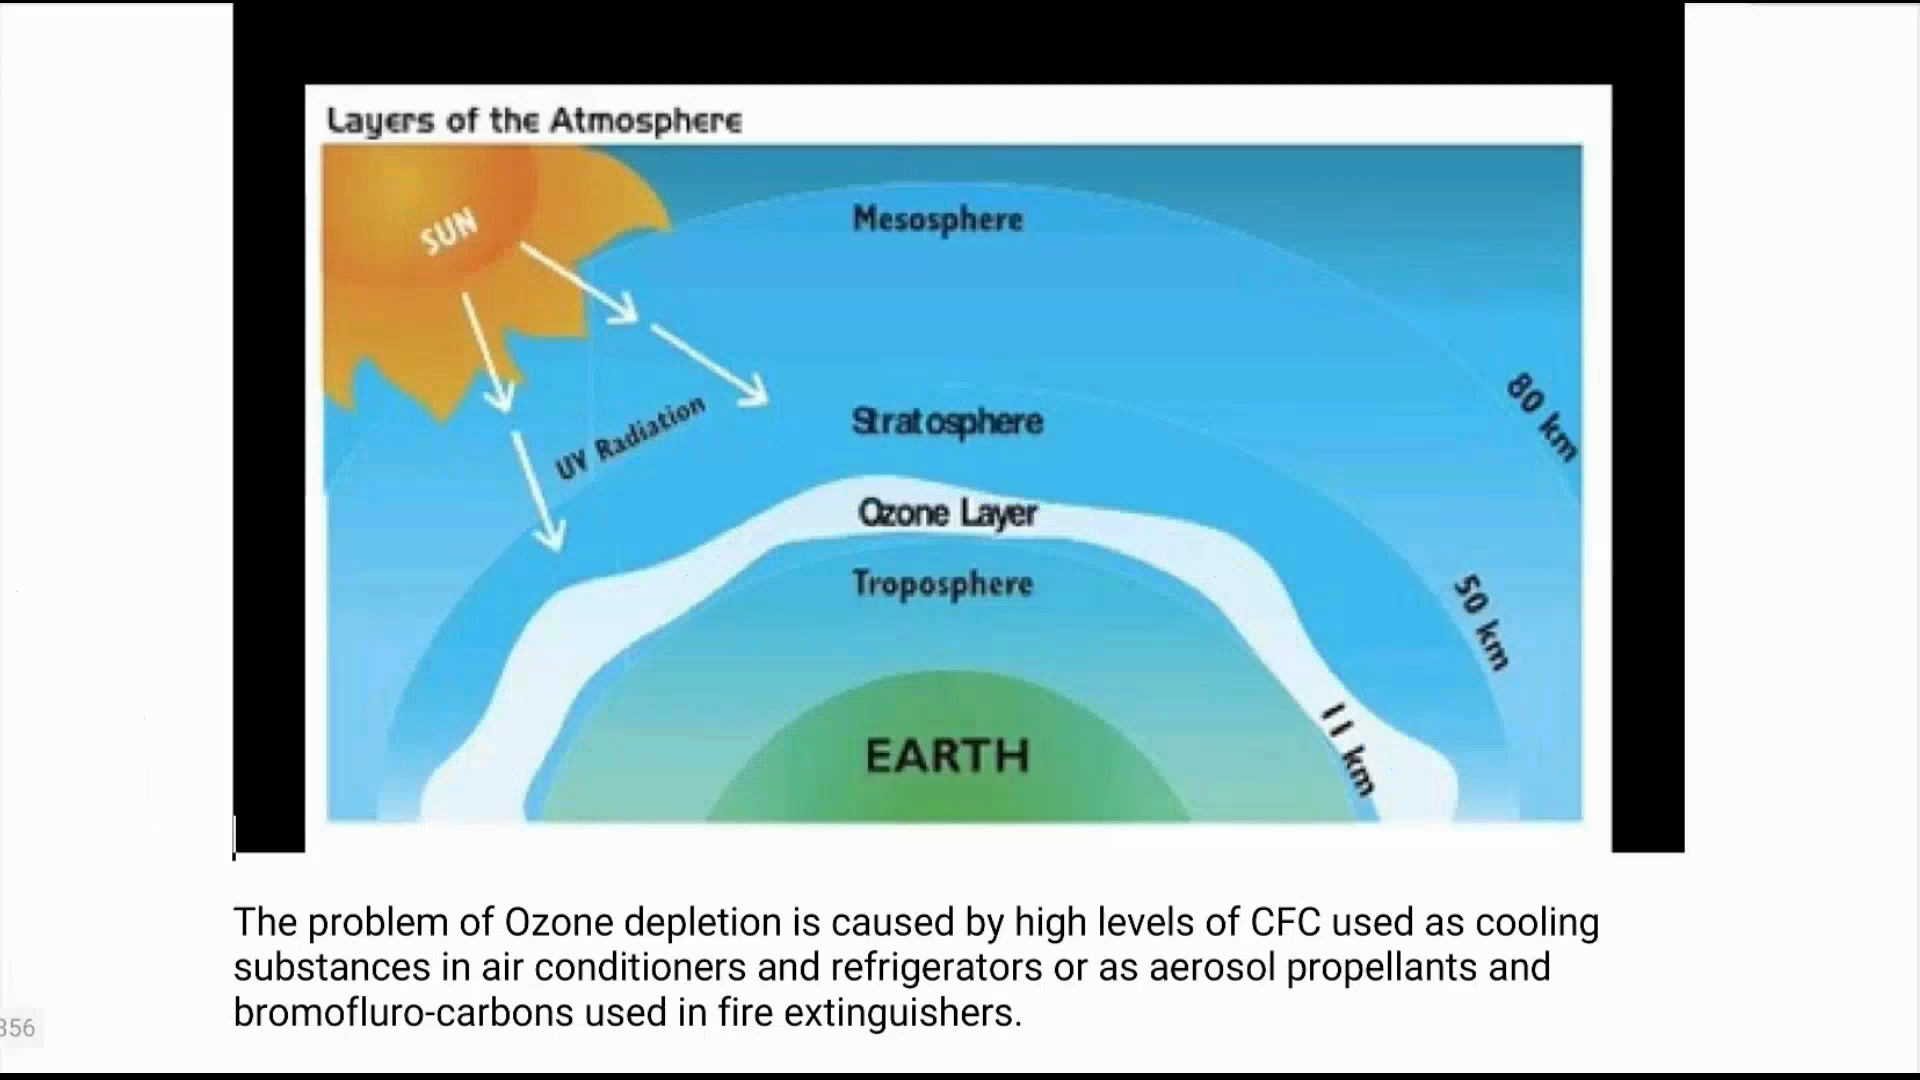 Layers of the Atmosphere
SUN
Mesosphere
80 km
UV Radiation
Stratosphere
Ozone Layer
50 km
Troposphere
11 km
EARTH
The problem of Ozone depletion is caused by high levels of CFC used as cooling
substances in air conditioners and refrigerators or as aerosol propellants and
bromofluro-carbons used in fire extinguishers.
356